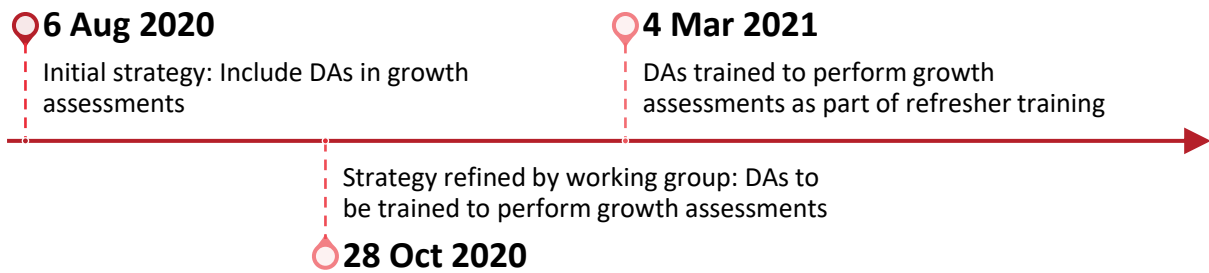 6 Aug 2020
Initial strategy: Include DAs in growth
assessments
4 Mar 2021
DAs trained to perform growth
assessments as part of refresher training
Strategy refined by working group: DAs to
be trained to perform growth assessments
28 Oct 2020